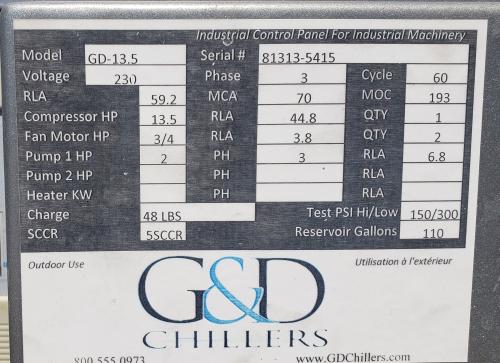 Industrial Control Panel For Industrial Machinery
Model GD-13.5 Serial # 81313-5415
Voltage 230 Phase 3 Cycle 60
RLA 59.2 MCA 70 MOC 193
Compressor HP 13.5 RLA 44.8 QTY 1
Fan Motor HP 3/4 RLA 3.8 QTY 2
Pump 1 HP 2 PH 3 RLA 6.8
Pump 2 HP PH RLA
Heater KW PH RLA
Charge 48 LBS Test PSI Hi/Low 150/300
SCCR 5SCCR Reservoir Gallons 110
Outdoor Use Utilisation à l'extérieur
G&D
CHILLERS
800.555.0973 www.GDChillers.com